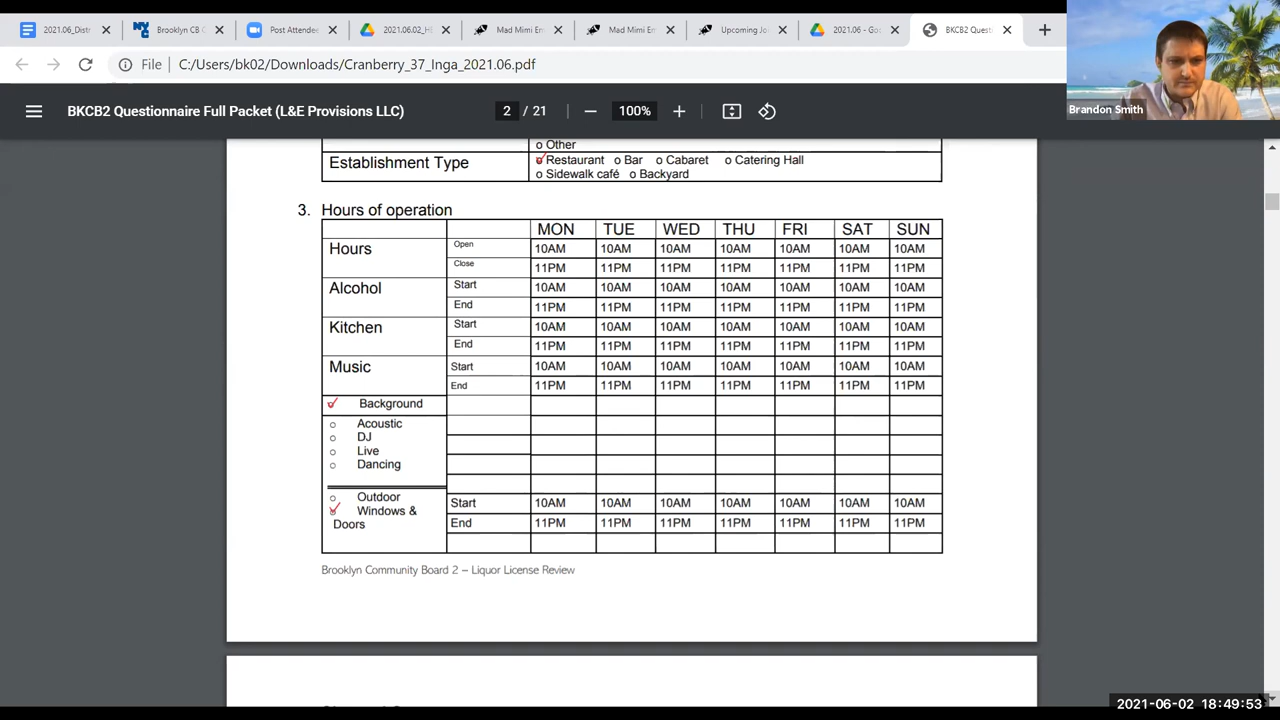 2021.06_Distr
Brooklyn CB C
Post Attendee
2021.06.02_H
Mad Mimi En
Mad Mimi En
Upcoming Jo
2021.06 - Goo
BKCB2 Questi
File C:/Users/bk02/Downloads/Cranberry_37_Inga_2021.06.pdf
BKCB2 Questionnaire Full Packet (L&E Provisions LLC)
2 / 21
100%
Brandon Smith
o Other
Establishment Type Restaurant o Bar o Cabaret o Catering Hall
o Sidewalk café o Backyard
3. Hours of operation
MON TUE WED THU FRI SAT SUN
Hours Open 10AM 10AM 10AM 10AM 10AM 10AM 10AM
Close 11PM 11PM 11PM 11PM 11PM 11PM 11PM
Alcohol Start 10AM 10AM 10AM 10AM 10AM 10AM 10AM
End 11PM 11PM 11PM 11PM 11PM 11PM 11PM
Kitchen Start 10AM 10AM 10AM 10AM 10AM 10AM 10AM
End 11PM 11PM 11PM 11PM 11PM 11PM 11PM
Music Start 10AM 10AM 10AM 10AM 10AM 10AM 10AM
End 11PM 11PM 11PM 11PM 11PM 11PM 11PM
Background
o Acoustic
o DJ
o Live
o Dancing
o Outdoor Start 10AM 10AM 10AM 10AM 10AM 10AM 10AM
Windows &
Doors End 11PM 11PM 11PM 11PM 11PM 11PM 11PM
Brooklyn Community Board 2 – Liquor License Review
2021-06-02 18:49:53